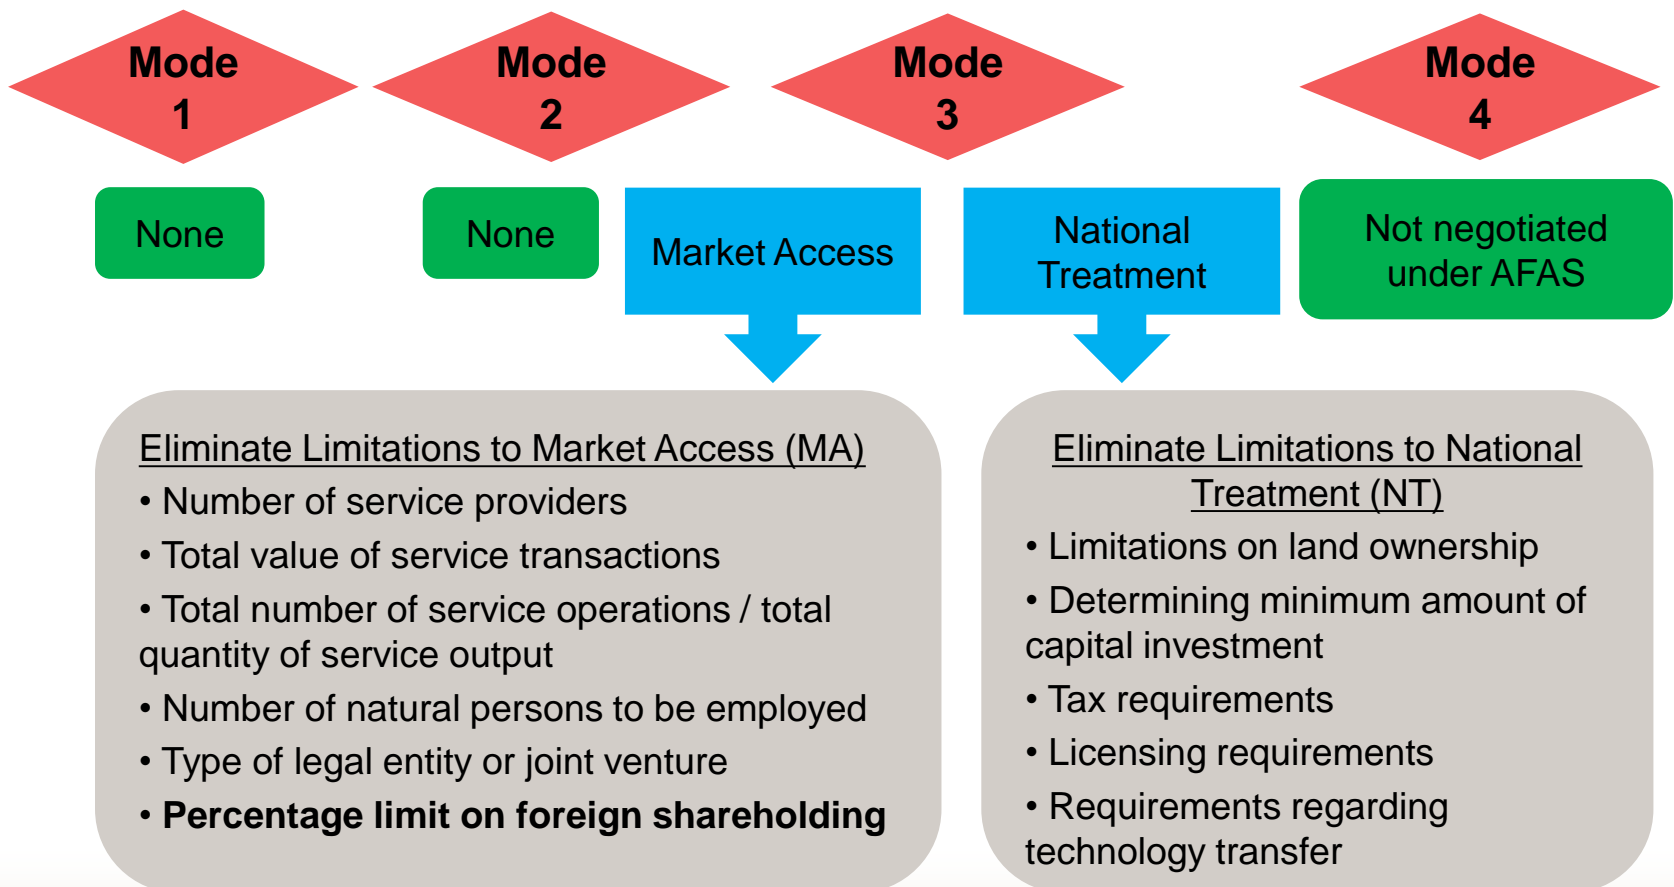 Mode
1
Mode
2
Mode
3
Mode
4
None
None
Market Access
National
Treatment
Not negotiated
under AFAS
Eliminate Limitations to Market Access (MA)
• Number of service providers
• Total value of service transactions
• Total number of service operations / total
quantity of service output
• Number of natural persons to be employed
• Type of legal entity or joint venture
• Percentage limit on foreign shareholding
Eliminate Limitations to National
Treatment (NT)
• Limitations on land ownership
• Determining minimum amount of
capital investment
• Tax requirements
• Licensing requirements
• Requirements regarding
technology transfer